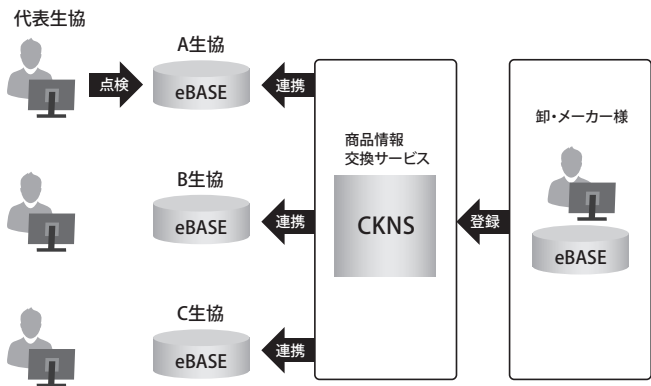 代表生協
A生協
点検
eBASE
連携
B生協
eBASE
連携
C生協
eBASE
連携
商品情報
交換サービス
CKNS
登録
卸・メーカー様
eBASE